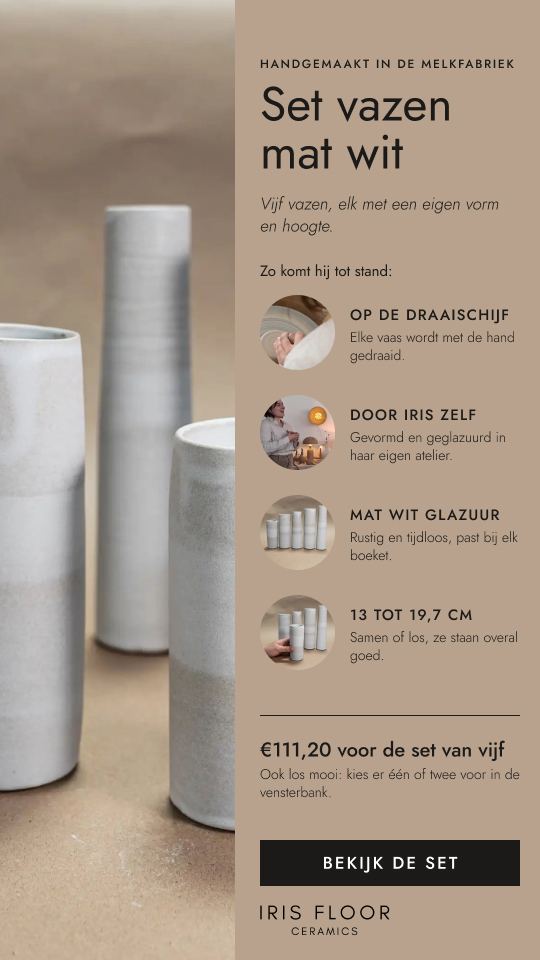 HANDGEMAAKT IN DE MELKFABRIEK
Set vazen
mat wit
Vijf vazen, elk met een eigen vorm
en hoogte.
Zo komt hij tot stand:
OP DE DRAAISCHIJF
Elke vaas wordt met de hand
gedraaid.
DOOR IRIS ZELF
Gevormd en geglazuurd in
haar eigen atelier.
MAT WIT GLAZUUR
Rustig en tijdloos, past bij elk
boeket.
13 TOT 19,7 CM
Samen of los, ze staan overal
goed.
€111,20 voor de set van vijf
Ook los mooi: kies er één of twee voor in de
vensterbank.
BEKIJK DE SET
IRIS FLOOR
CERAMICS